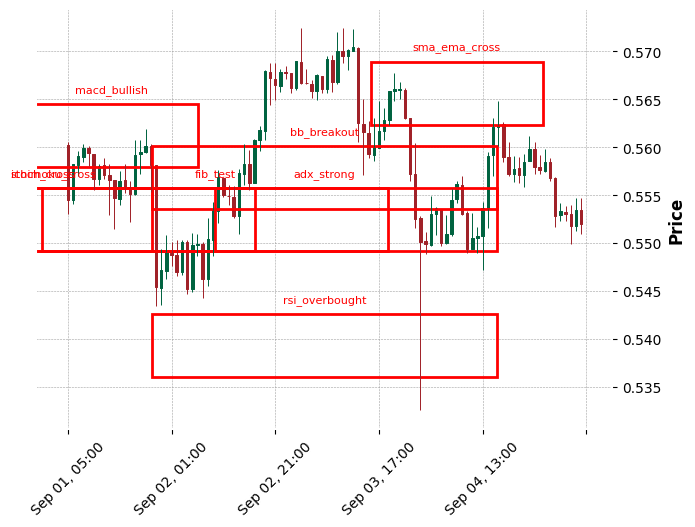 sma_ema_cross
macd_bullish
bb_breakout
fib_test
adx_strong
rsi_overbought
0.570
0.565
0.560
0.555
0.550
0.545
0.540
0.535
Price
Sep 01, 05:00
Sep 02, 01:00
Sep 02, 21:00
Sep 03, 17:00
Sep 04, 13:00